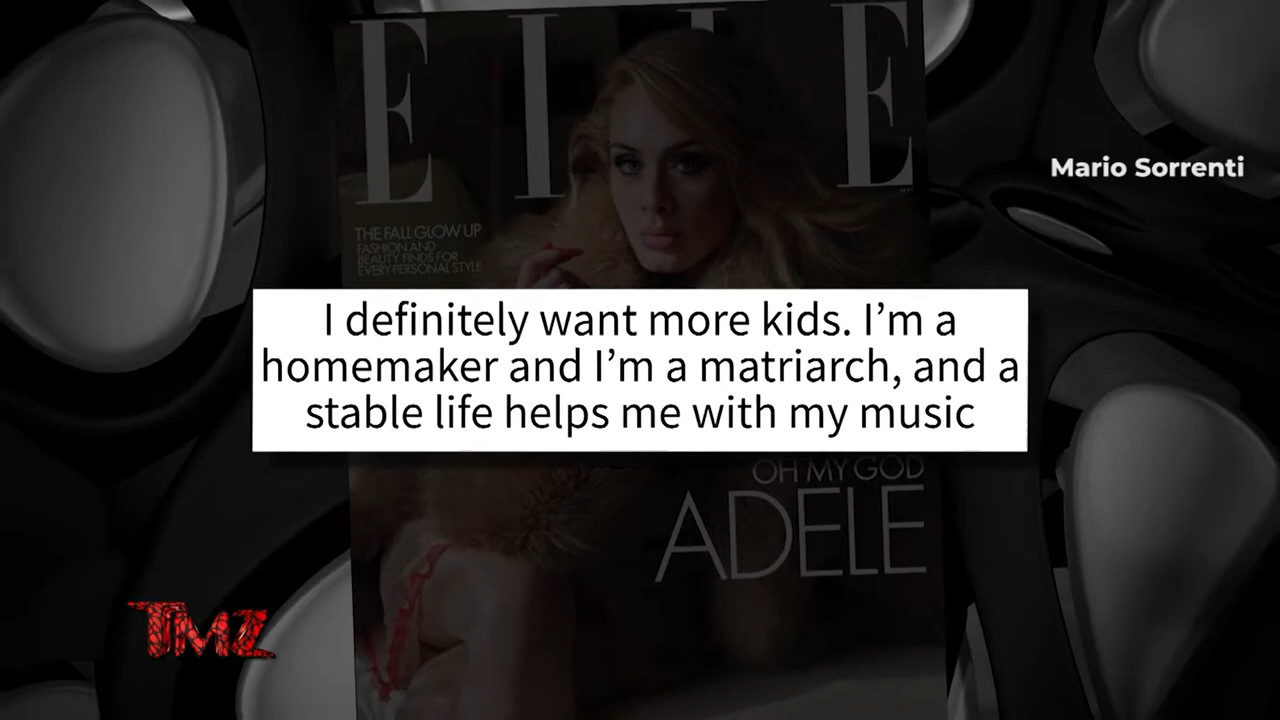 ELLE
Mario Sorrenti
THE FALL GLOW UP
FASHION AND
BEAUTY FINDS FOR
EVERY PERSONAL STYLE
I definitely want more kids. I’m a
homemaker and I’m a matriarch, and a
stable life helps me with my music
OH MY GOD
ADELE
TMZ